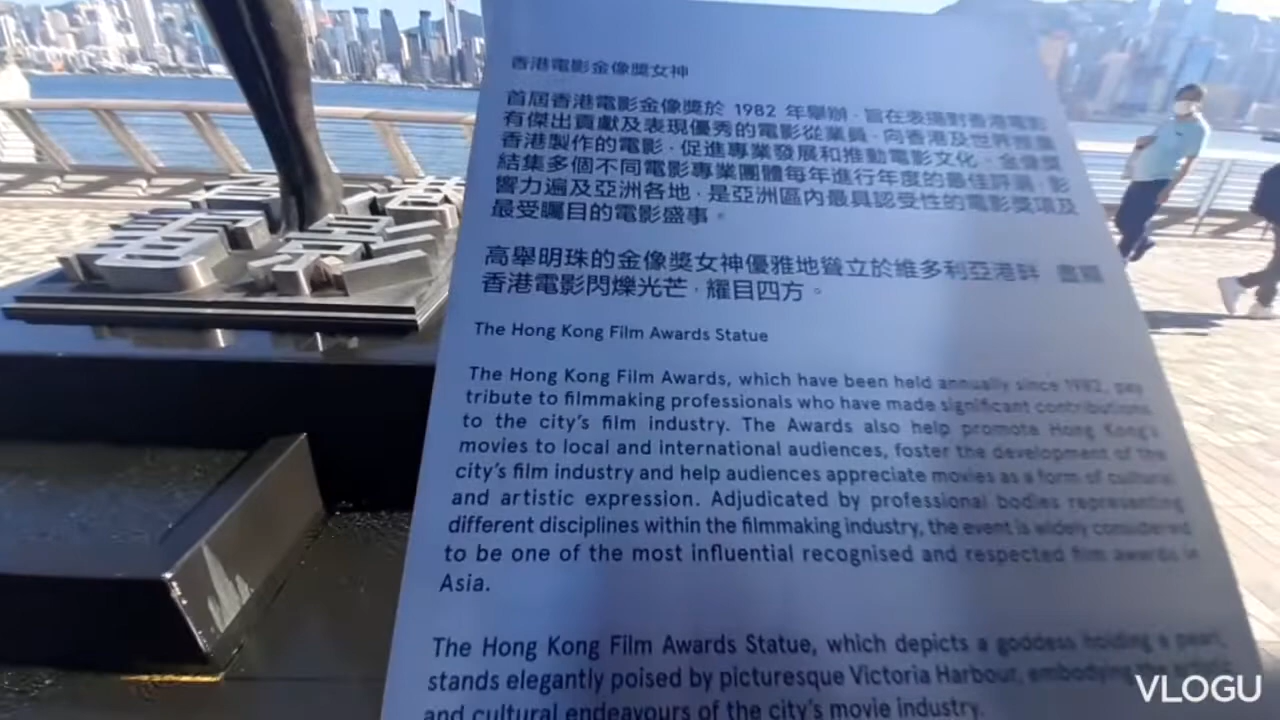 香港電影金像獎女神
首屆香港電影金像獎於 1982 年舉辦，旨在表揚對香港電影
有傑出貢獻及表現優秀的電影從業員，向香港及世界推廣
香港製作的電影，促進專業發展和推動電影文化。金像獎
結集多個不同電影專業團體每年進行年度的最佳評選，影
響力遍及亞洲各地，是亞洲區內最具認受性的電影獎項及
最受矚目的電影盛事。
高舉明珠的金像獎女神優雅地聳立於維多利亞港畔，盡顯
香港電影閃爍光芒，耀目四方。
The Hong Kong Film Awards Statue
The Hong Kong Film Awards, which have been held annually since 1982, pay
tribute to filmmaking professionals who have made significant contributions
to the city's film industry. The Awards also help promote Hong Kong's
movies to local and international audiences, foster the development of the
city's film industry and help audiences appreciate movies as a form of cultural
and artistic expression. Adjudicated by professional bodies representing
different disciplines within the filmmaking industry, the event is widely considered
to be one of the most influential recognised and respected film awards in
Asia.
The Hong Kong Film Awards Statue, which depicts a goddess holding a pearl,
stands elegantly poised by picturesque Victoria Harbour, embodying the artistic
and cultural endeavours of the city's movie industry.
VLOGU